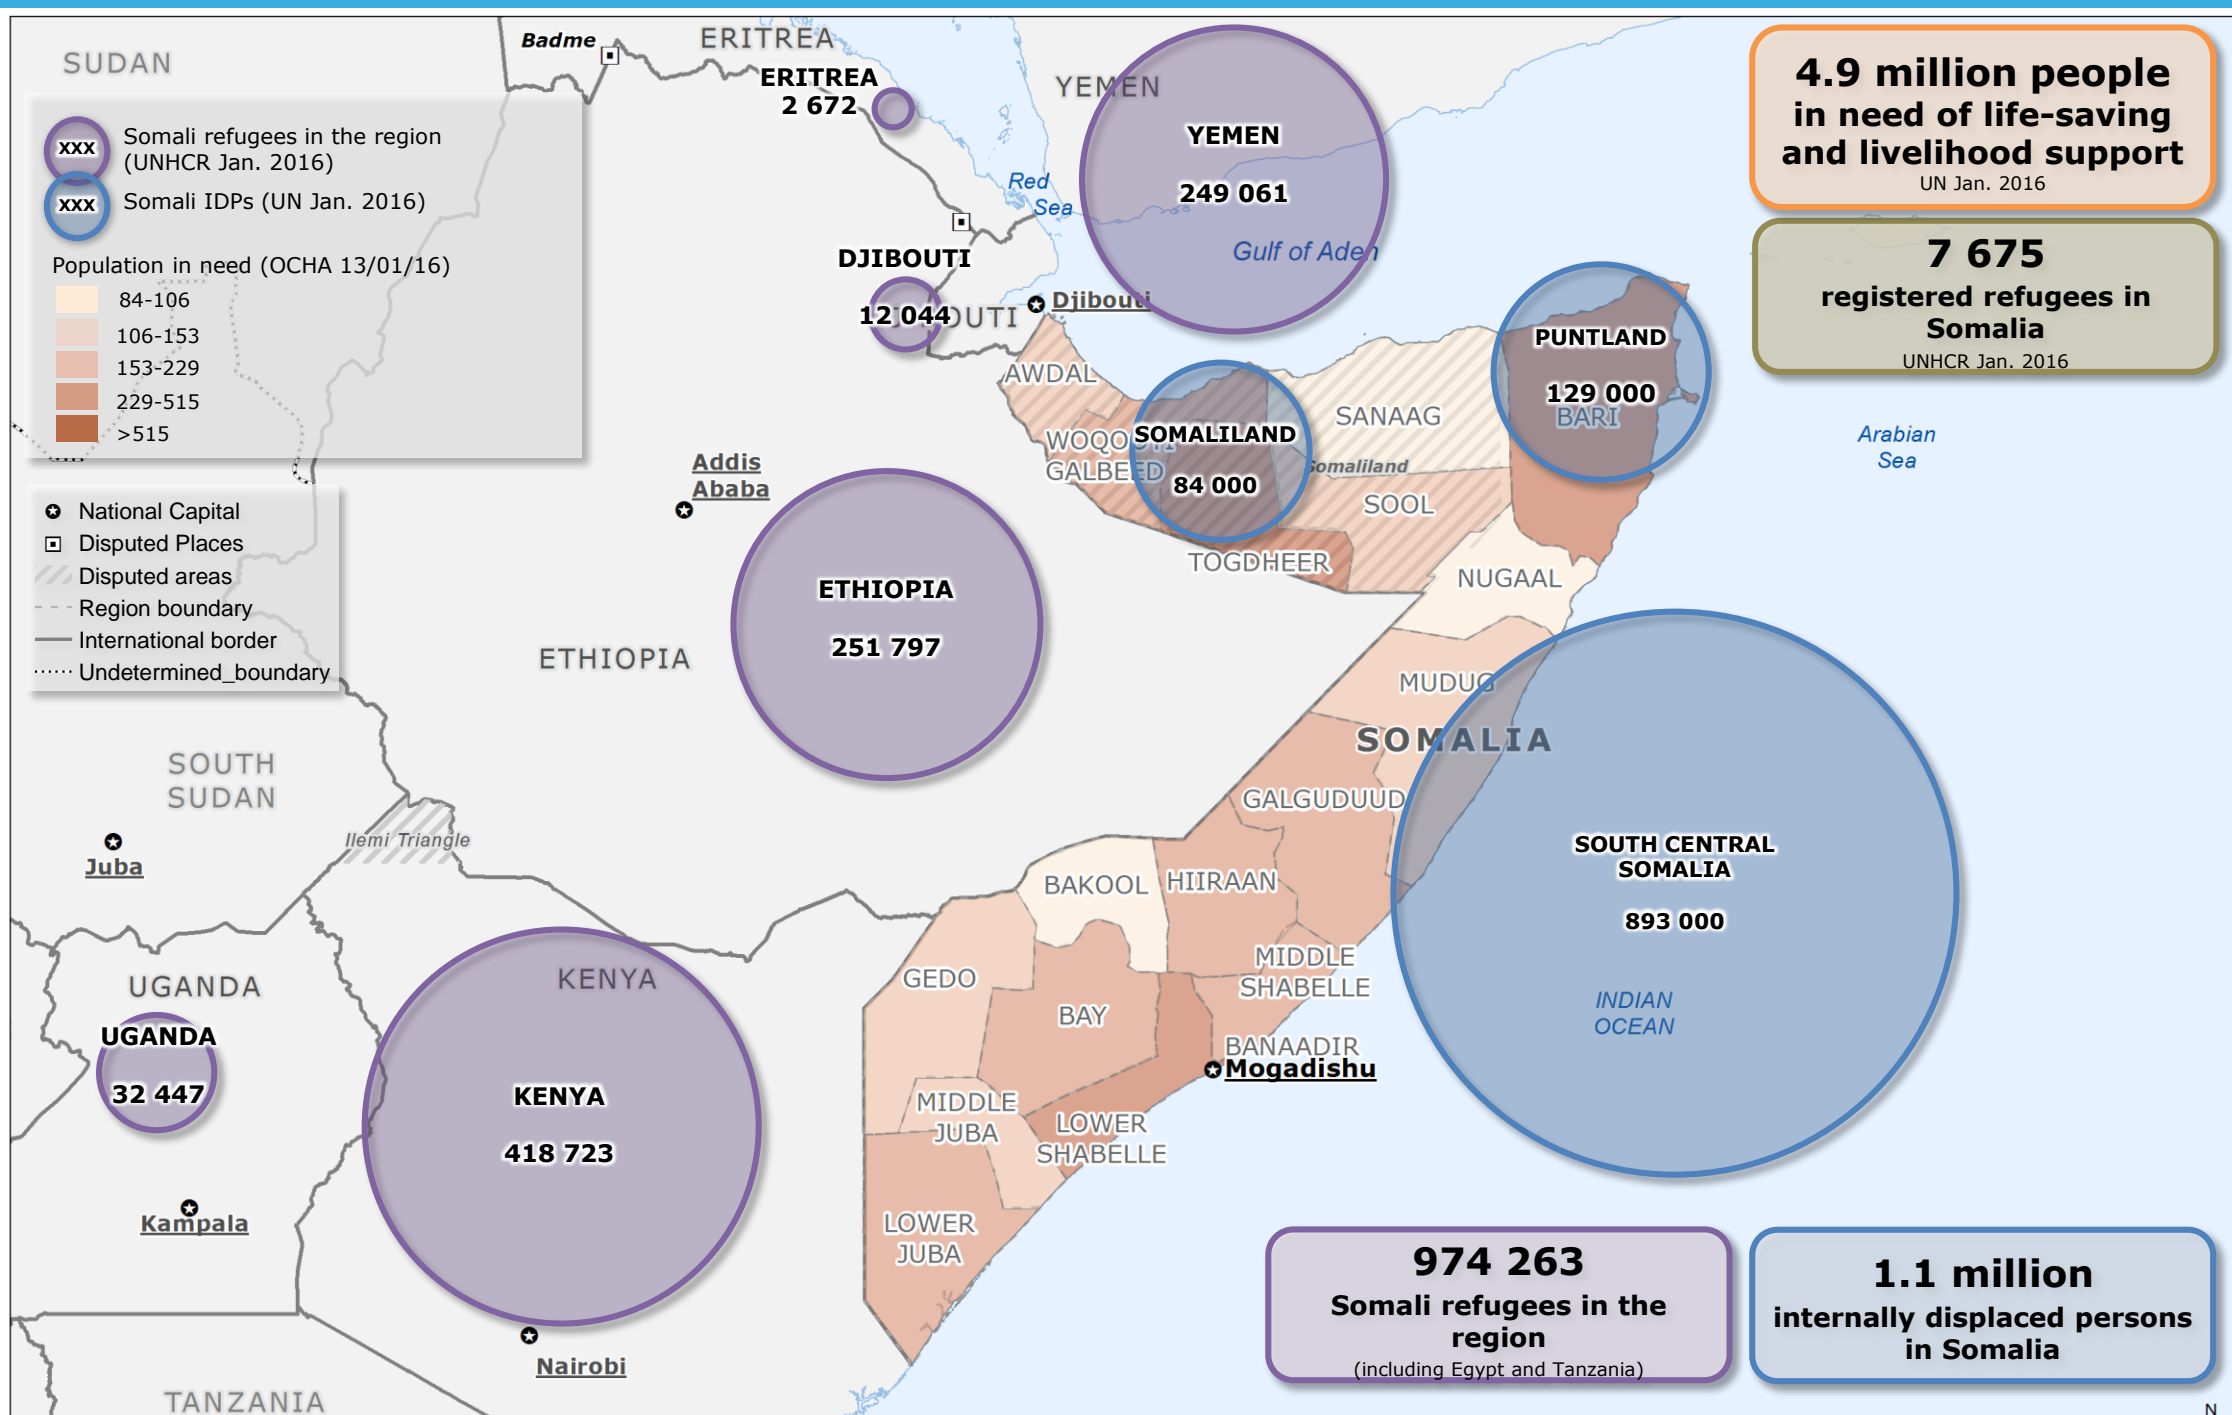 SUDAN
Badme
ERITREA
ERITREA
2 672
YEMEN
YEMEN
249 061
Red
Sea
Gulf of Aden
DJIBOUTI
12 044
Djibouti
xxx
Somali refugees in the region
(UNHCR Jan. 2016)
xxx
Somali IDPs (UN Jan. 2016)
Population in need (OCHA 13/01/16)
84-106
106-153
153-229
229-515
>515
National Capital
Disputed Places
Disputed areas
Region boundary
International border
Undetermined_boundary
4.9 million people
in need of life-saving
and livelihood support
UN Jan. 2016
7 675
registered refugees in
Somalia
UNHCR Jan. 2016
PUNTLAND
129 000
BARI
Arabian
Sea
AWDAL
SANAAG
GALBEED
SOMALILAND
84 000
Somaliland
SOOL
TOGDHEER
NUGAAL
Addis
Ababa
ETHIOPIA
251 797
ETHIOPIA
MUDUG
SOMALIA
GALGUDUUD
SOUTH
SUDAN
Ilemi Triangle
Juba
SOUTH CENTRAL
SOMALIA
893 000
INDIAN
OCEAN
BAKOOL
HIIRAAN
MIDDLE
SHABELLE
GEDO
BAY
BANAADIR
Mogadishu
MIDDLE
JUBA
LOWER
SHABELLE
LOWER
JUBA
UGANDA
UGANDA
32 447
KENYA
KENYA
418 723
Kampala
Nairobi
TANZANIA
974 263
Somali refugees in the
region
(including Egypt and Tanzania)
1.1 million
internally displaced persons
in Somalia
N